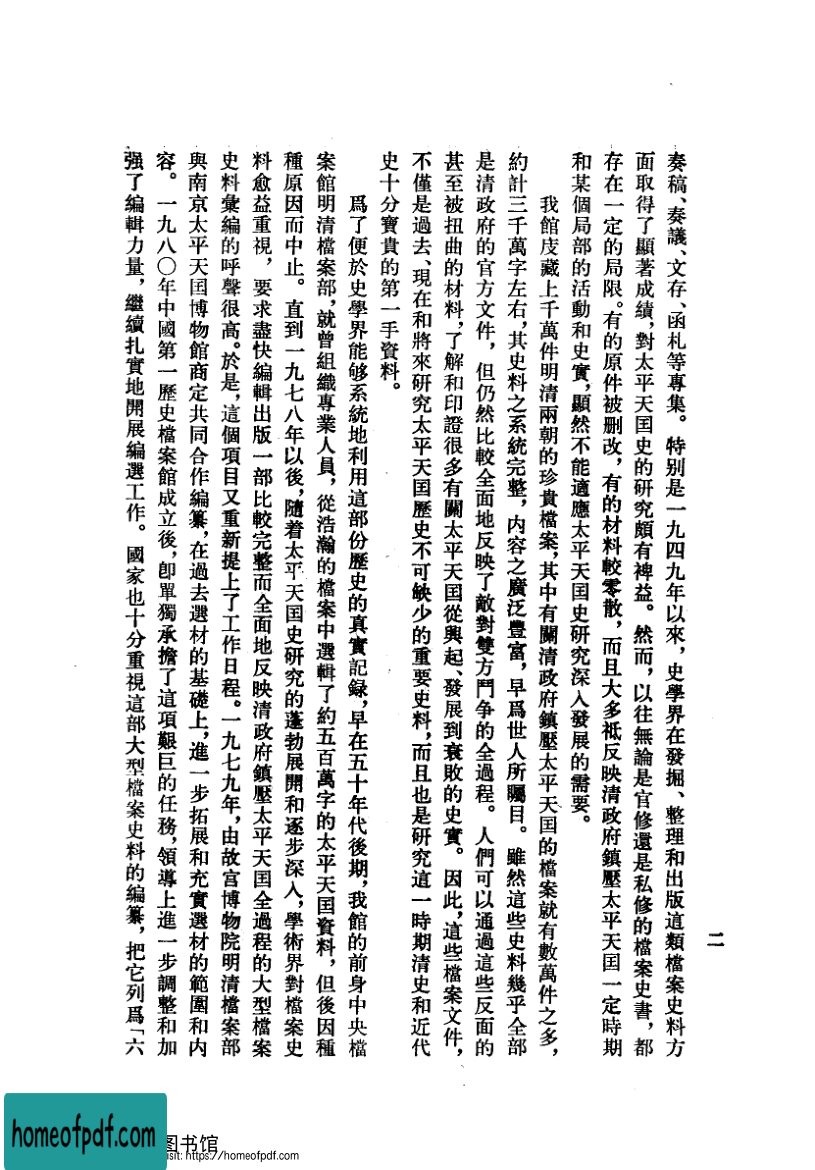 二
奏稿、奏議、文存、函札等專集。特别是一九四九年以來，史學界在發掘、整理和出版這類檔案史料方
面取得了顯著成績，對太平天囯史的研究頗有裨益。然而，以往無論是官修還是私修的檔案史書，都
存在一定的局限。有的原件被删改，有的材料較零散，而且大多祗反映清政府鎮壓太平天囯一定時期
和某個局部的活動和史實，顯然不能適應太平天囯史研究深入發展的需要。
我館庋藏上千萬件明清兩朝的珍貴檔案，其中有關清政府鎮壓太平天囯的檔案就有數萬件之多，
約計三千萬字左右，其史料之系統完整，内容之廣泛豐富，早爲世人所矚目。雖然這些史料幾乎全部
是清政府的官方文件，但仍然比較全面地反映了敵對雙方鬥争的全過程。人們可以通過這些反面的
甚至被扭曲的材料，了解和印證很多有關太平天囯從興起、發展到衰敗的史實。因此，這些檔案文件，
不僅是過去、現在和將來研究太平天囯歷史不可缺少的重要史料，而且也是研究這一時期清史和近代
史十分寶貴的第一手資料。
爲了便於史學界能够系統地利用這部份歷史的真實記録，早在五十年代後期，我館的前身中央檔
案館明清檔案部，就曾組織專業人員，從浩瀚的檔案中選輯了約五百萬字的太平天囯資料，但後因種
種原因而中止。直到一九七八年以後，隨着太平天囯史研究的蓬勃展開和逐步深入，學術界對檔案史
料愈益重視，要求盡快編輯出版一部比較完整而全面地反映清政府鎮壓太平天囯全過程的大型檔案
史料彙編的呼聲很高。於是，這個項目又重新提上了工作日程。一九七九年，由故宫博物院明清檔案部
與南京太平天囯博物館商定共同合作編纂，在過去選材的基礎上，進一步拓展和充實選材的範圍和内
容。一九八〇年中國第一歷史檔案館成立後，卽單獨承擔了這項艱巨的任務，領導上進一步調整和加
强了編輯力量，繼續扎實地開展編選工作。國家也十分重視這部大型檔案史料的編纂，把它列爲「六
homeofpdf.com
图书馆
isit: https://homeofpdf.com